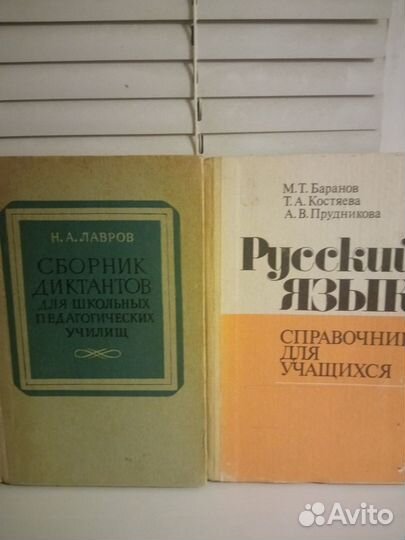 Н. А. ЛАВРОВ
СБОРНИК
ДИКТАНТОВ
ДЛЯ ШКОЛЬНЫХ
ПЕДАГОГИЧЕСКИХ
УЧИЛИЩ
М. Т. Баранов
Т. А. Костяева
А. В. Прудникова
Русский
ЯЗЫК
СПРАВОЧНИК
ДЛЯ
УЧАЩИХСЯ
Avito